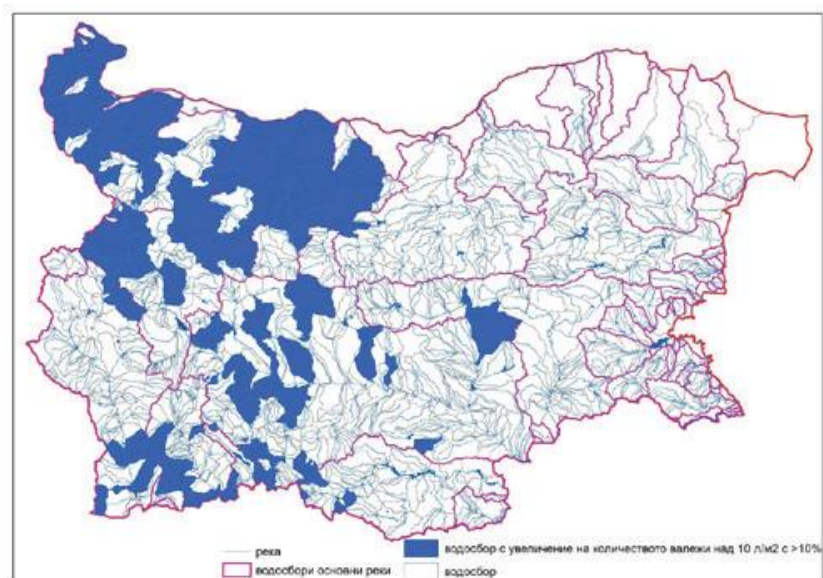 река
водосбор с увеличение на количеството валежи над 10 л/м2 с >10%
водосбори основни реки
водосбор